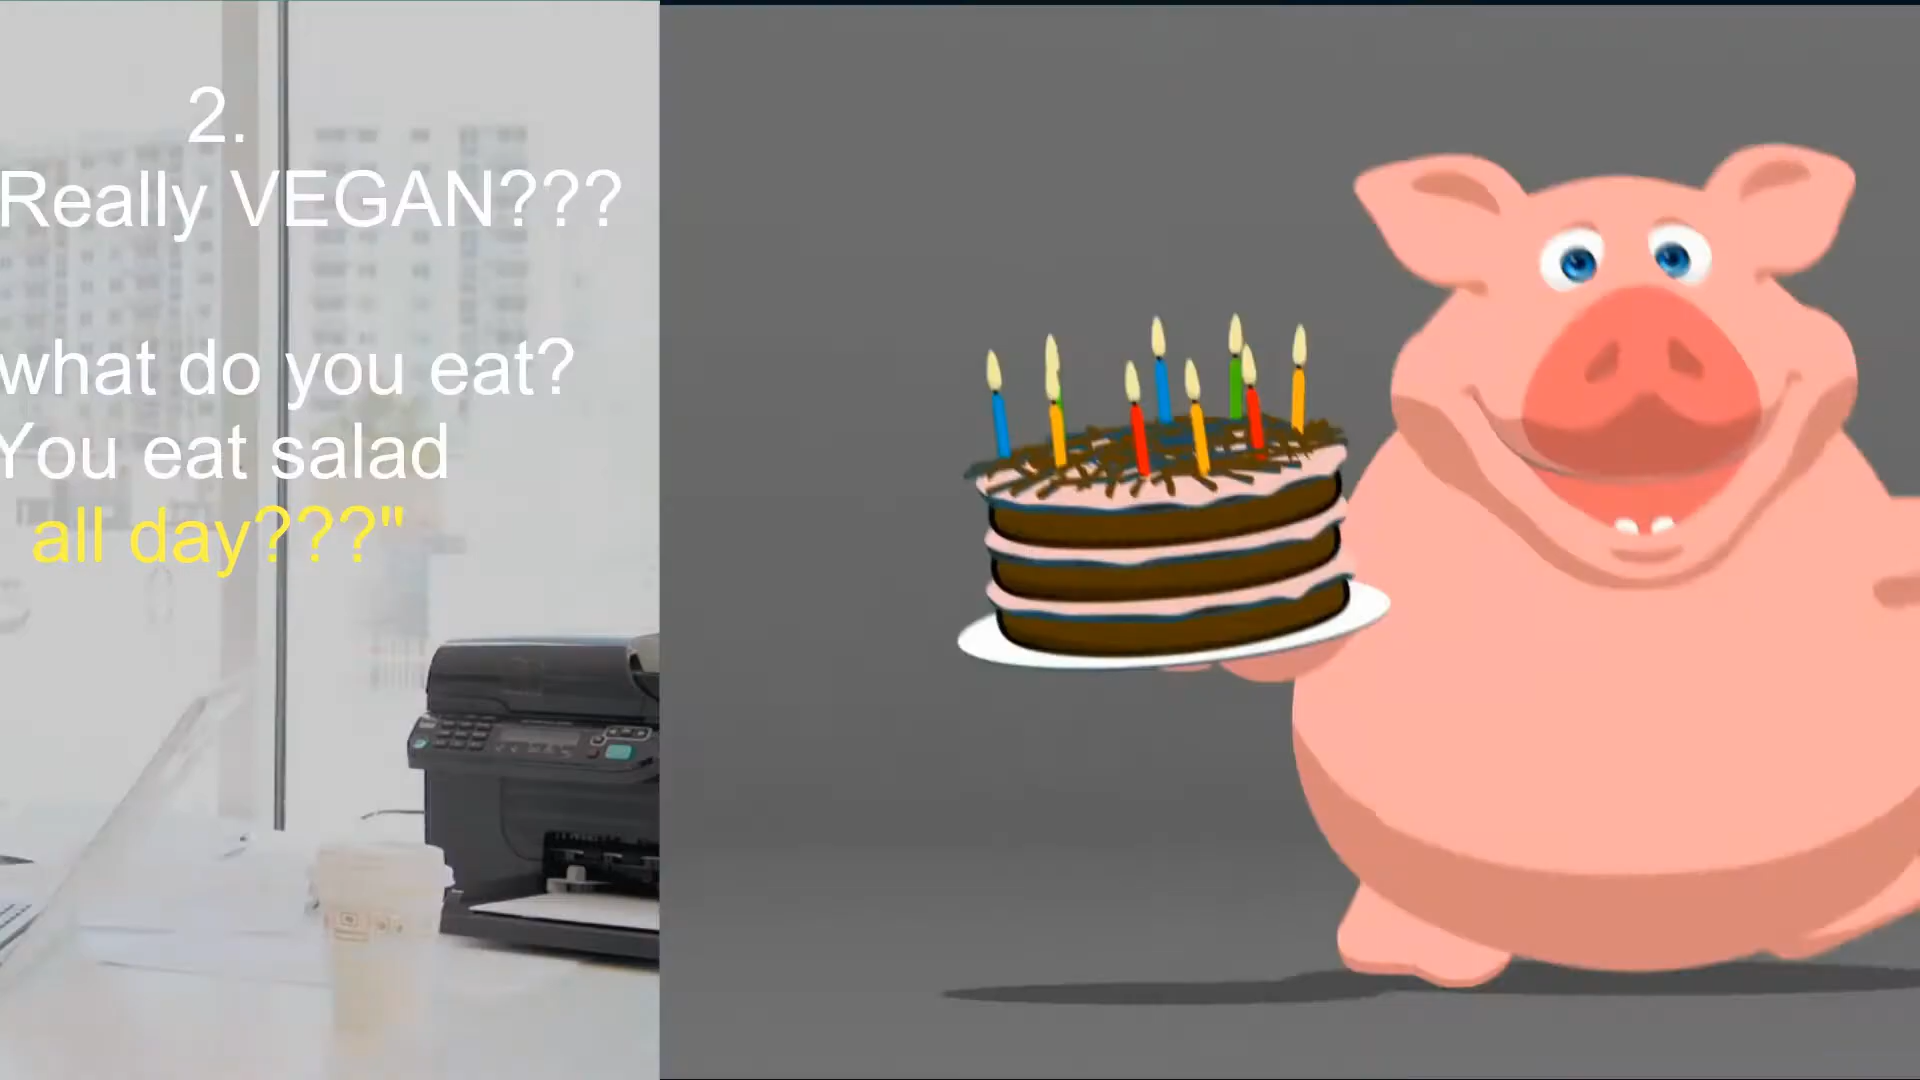 2.
Really VEGAN???
what do you eat?
You eat salad
all day???"